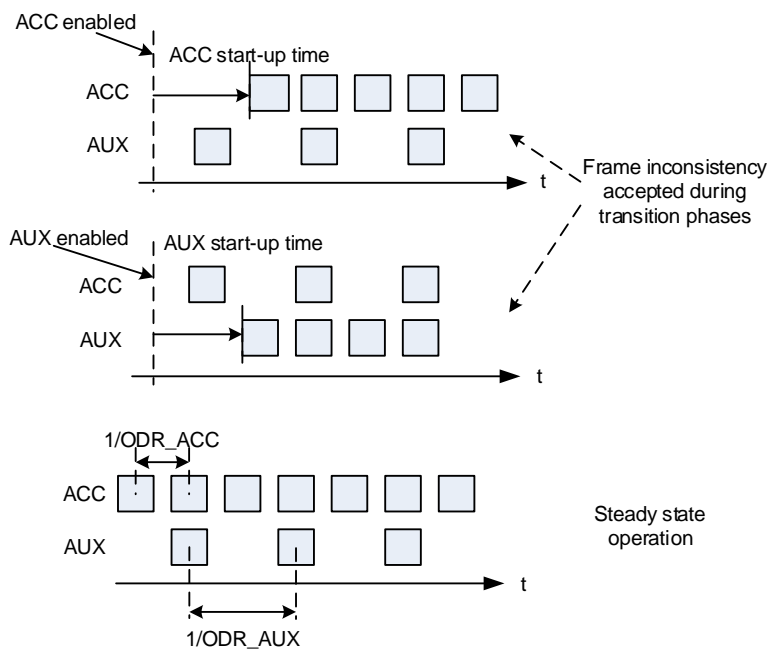 ACC enabled
ACC start-up time
ACC
AUX
t
Frame inconsistency
accepted during
transition phases
AUX enabled
AUX start-up time
ACC
AUX
t
1/ODR_ACC
ACC
AUX
t
Steady state
operation
1/ODR_AUX